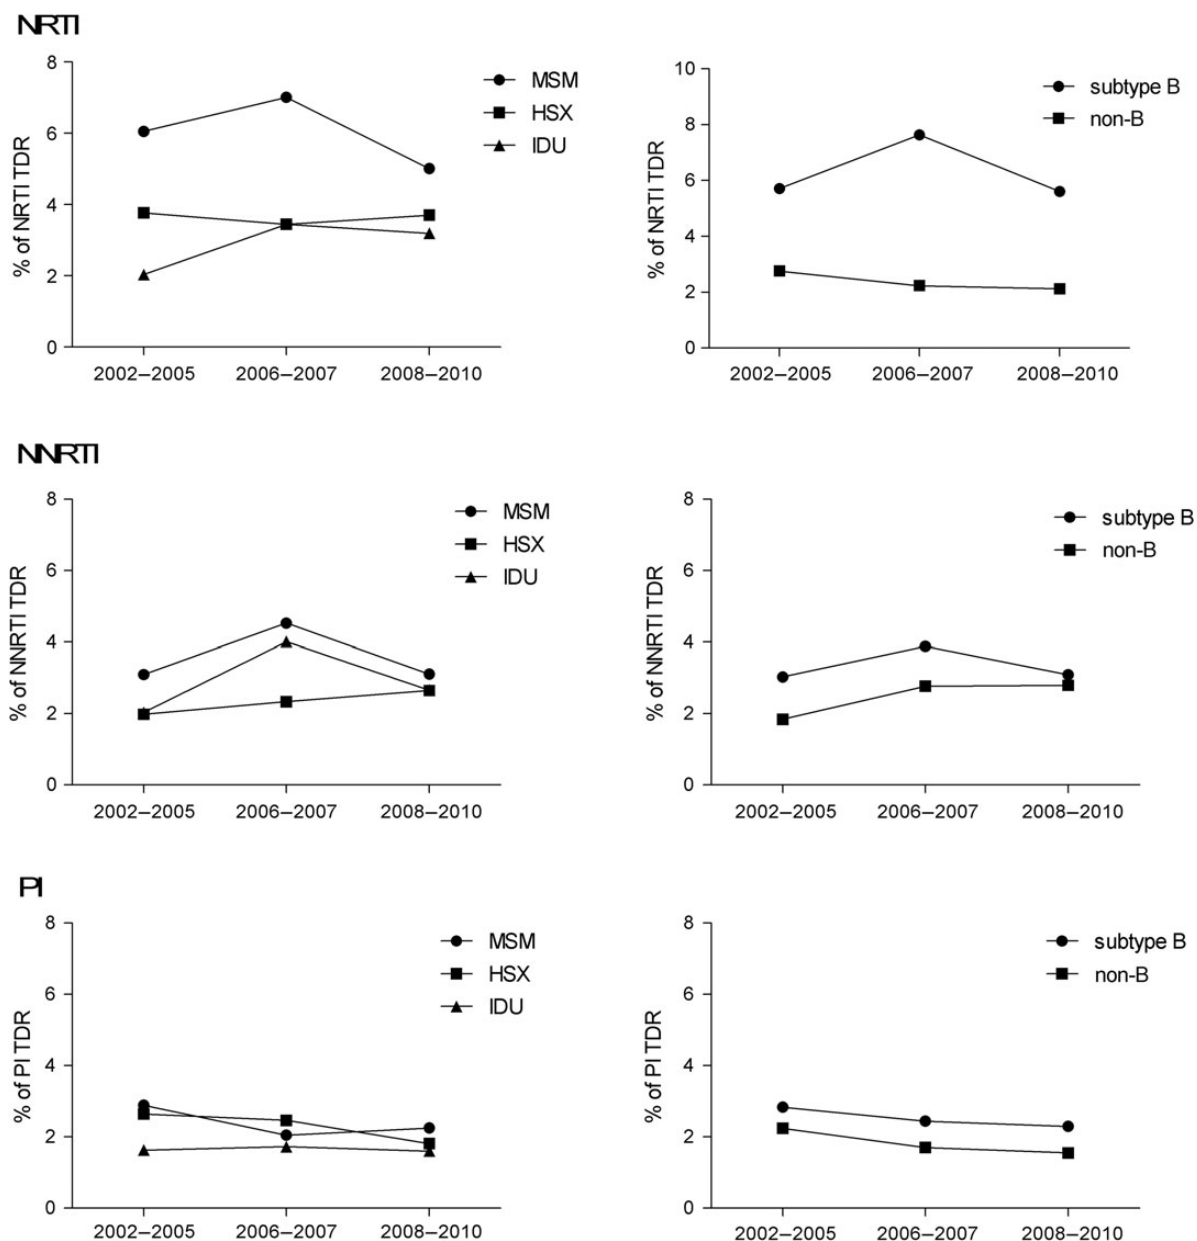 NRTI
8
6
4
2
0
% of NRTI TDR
MSM
HSX
IDU
2002–2005 2006–2007 2008–2010
10
8
6
4
2
0
% of NRTI TDR
subtype B
non-B
2002–2005 2006–2007 2008–2010
NNRTI
8
6
4
2
0
% of NNRTI TDR
MSM
HSX
IDU
2002–2005 2006–2007 2008–2010
8
6
4
2
0
% of NNRTI TDR
subtype B
non-B
2002–2005 2006–2007 2008–2010
PI
8
6
4
2
0
% of PI TDR
MSM
HSX
IDU
2002–2005 2006–2007 2008–2010
8
6
4
2
0
% of PI TDR
subtype B
non-B
2002–2005 2006–2007 2008–2010